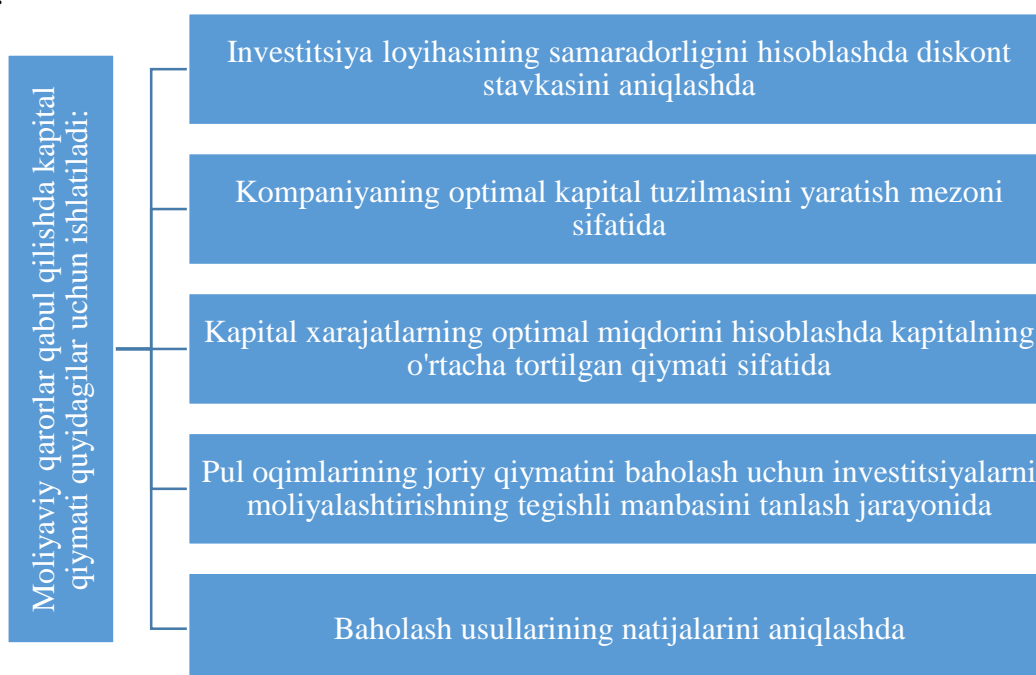 Moliyaviy qarorlar qabul qilishda kapital
qiymati quyidagilar uchun ishlatiladi:
Investitsiya loyihasining samaradorligini hisoblashda diskont
stavkasini aniqlashda
Kompaniyaning optimal kapital tuzilmasini yaratish mezoni
sifatida
Kapital xarajatlarning optimal miqdorini hisoblashda kapitalning
o'rtacha tortilgan qiymati sifatida
Pul oqimlarining joriy qiymatini baholash uchun investitsiyalarni
moliyalashtirishning tegishli manbasini tanlash jarayonida
Baholash usullarining natijalarini aniqlashda